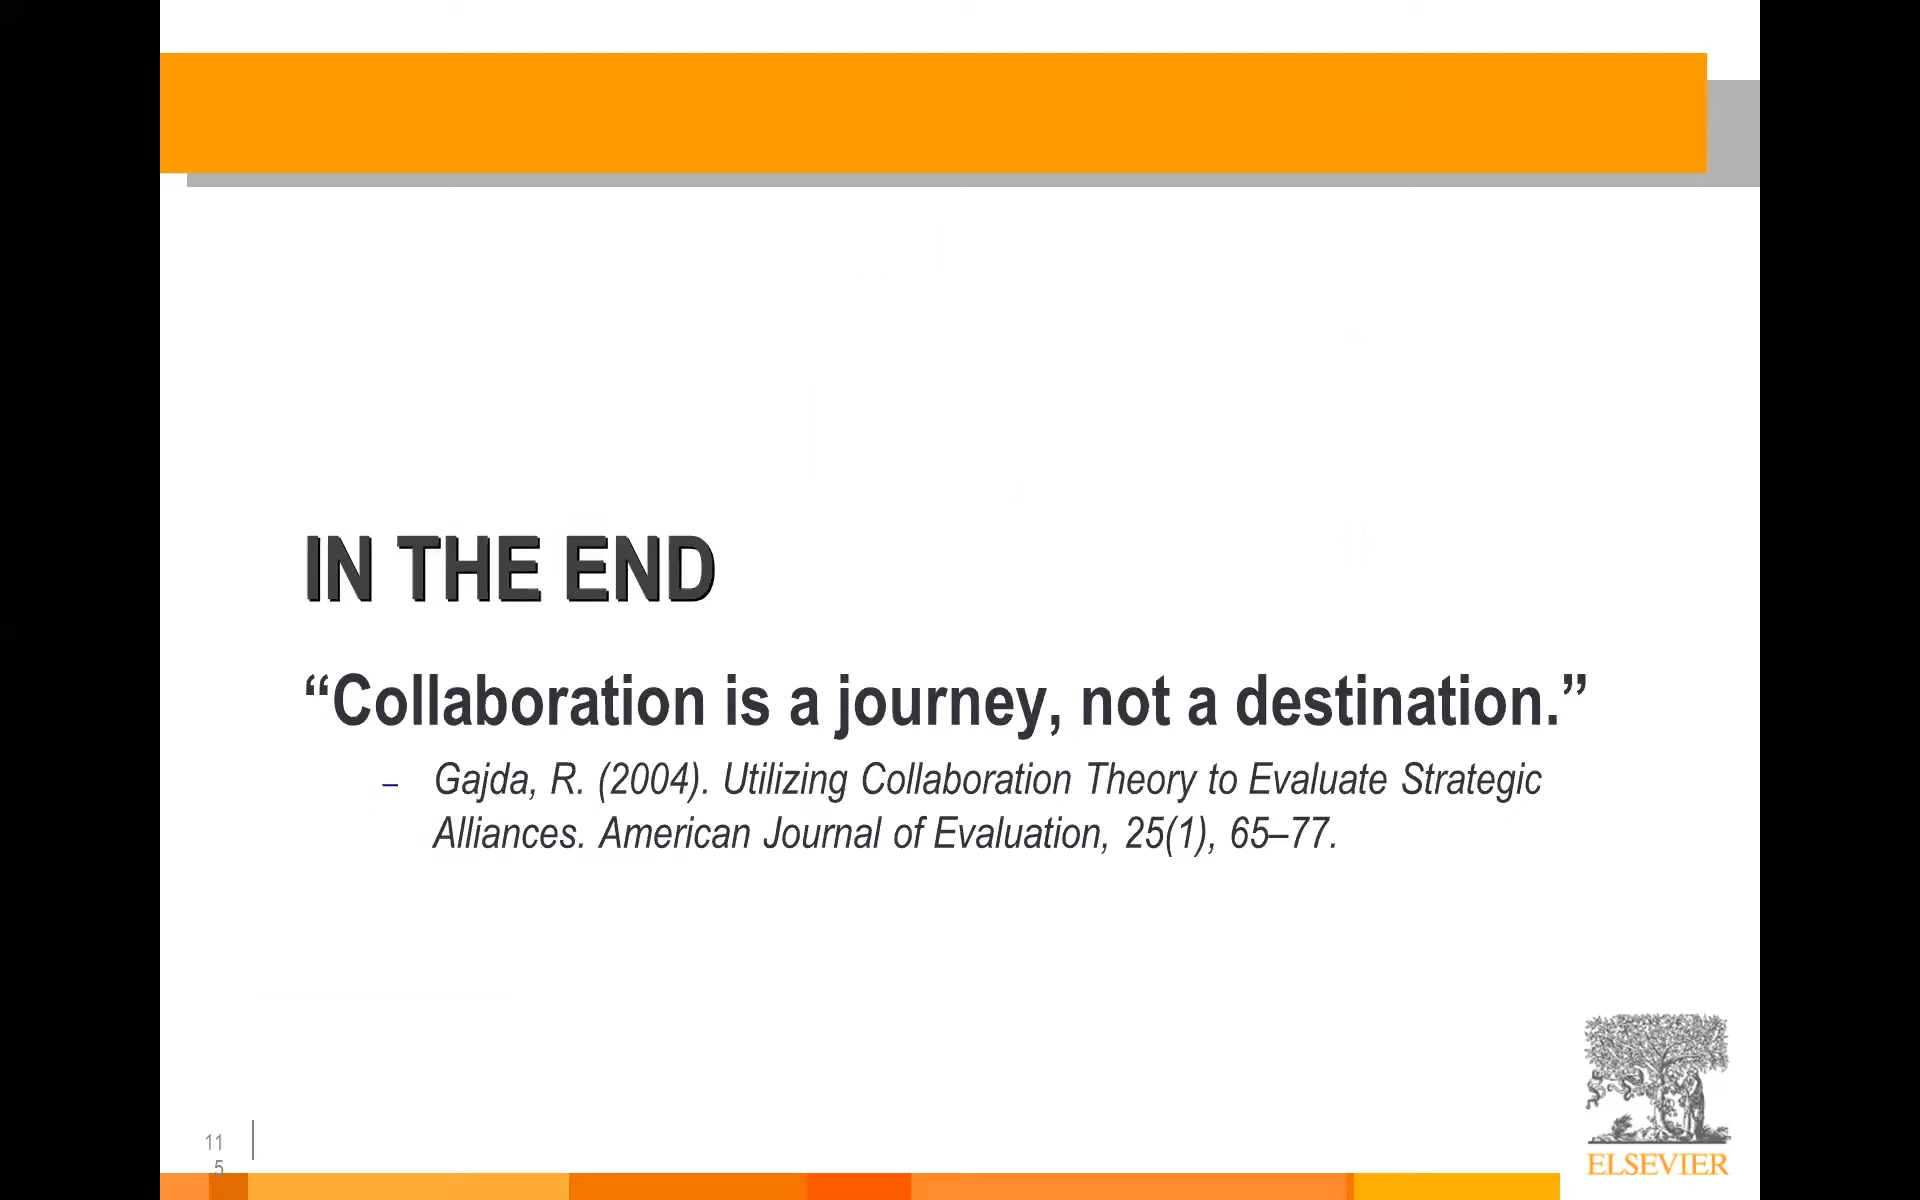 IN THE END
“Collaboration is a journey, not a destination.”
– Gajda, R. (2004). Utilizing Collaboration Theory to Evaluate Strategic
Alliances. American Journal of Evaluation, 25(1), 65–77.
11
5
ELSEVIER